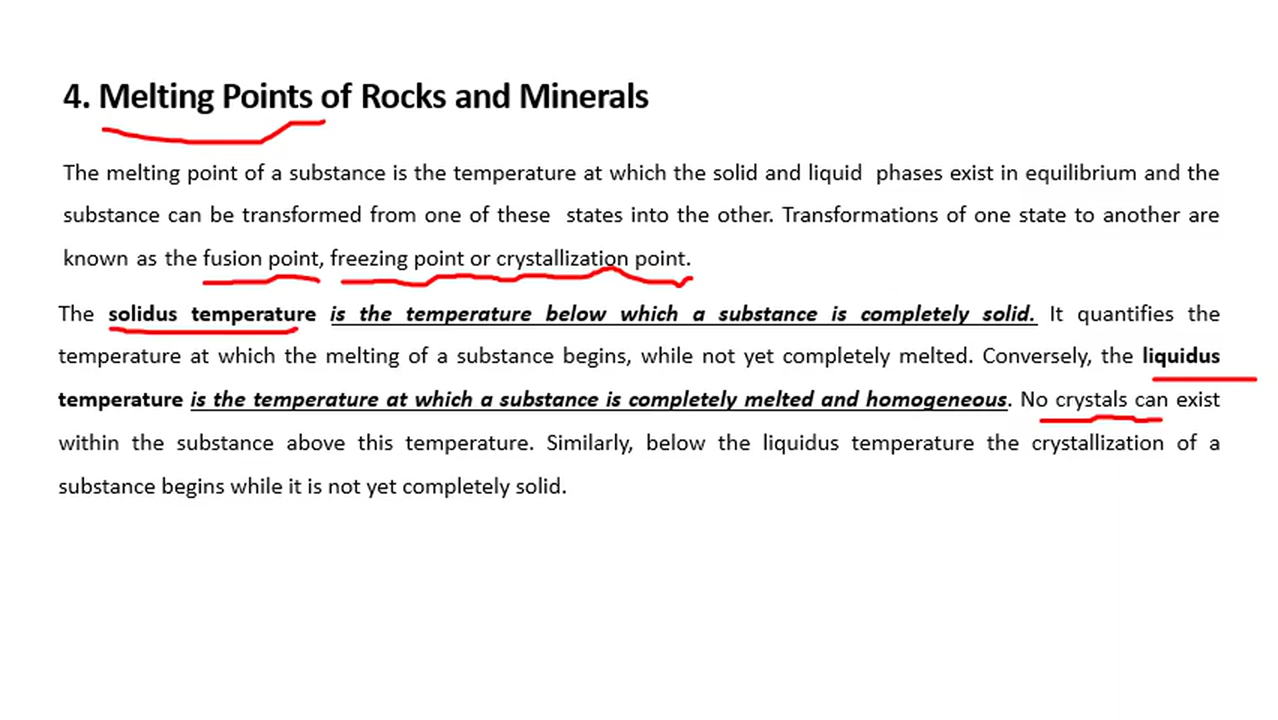 4. Melting Points of Rocks and Minerals
The melting point of a substance is the temperature at which the solid and liquid phases exist in equilibrium and the
substance can be transformed from one of these states into the other. Transformations of one state to another are
known as the fusion point, freezing point or crystallization point.
The solidus temperature is the temperature below which a substance is completely solid. It quantifies the
temperature at which the melting of a substance begins, while not yet completely melted. Conversely, the liquidus
temperature is the temperature at which a substance is completely melted and homogeneous. No crystals can exist
within the substance above this temperature. Similarly, below the liquidus temperature the crystallization of a
substance begins while it is not yet completely solid.